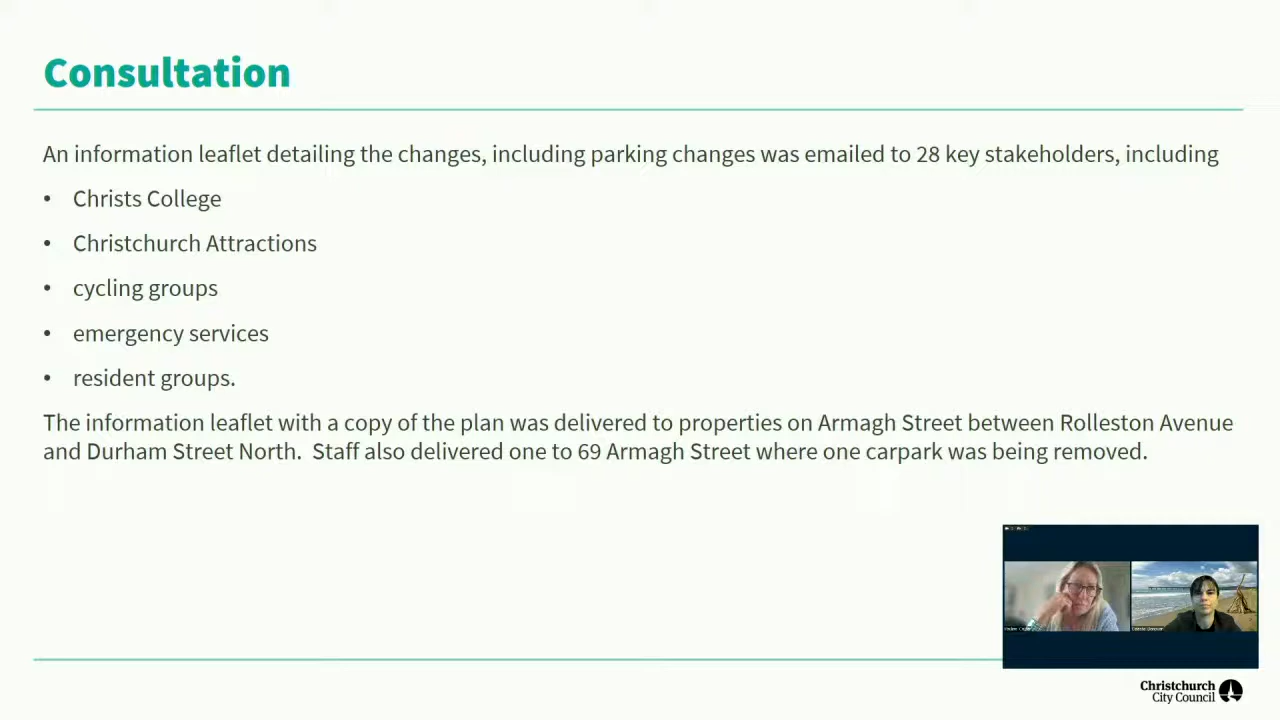 Consultation
An information leaflet detailing the changes, including parking changes was emailed to 28 key stakeholders, including
• Christs College
• Christchurch Attractions
• cycling groups
• emergency services
• resident groups.
The information leaflet with a copy of the plan was delivered to properties on Armagh Street between Rolleston Avenue
and Durham Street North.  Staff also delivered one to 69 Armagh Street where one carpark was being removed.
Christchurch
City Council